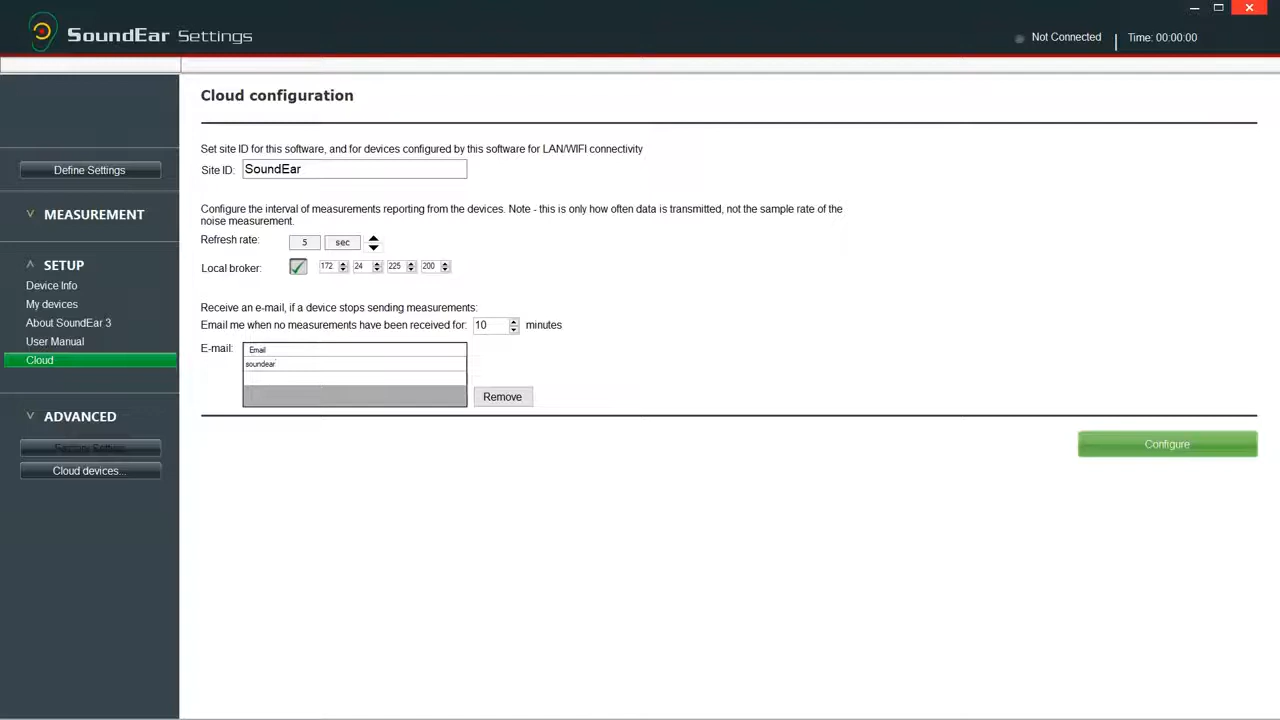 SoundEar Settings
Not Connected
Time: 00:00:00
Cloud configuration
Set site ID for this software, and for devices configured by this software for LAN/WIFI connectivity
Define Settings
Site ID: SoundEar
MEASUREMENT
Configure the interval of measurements reporting from the devices. Note - this is only how often data is transmitted, not the sample rate of the
noise measurement.
Refresh rate: 5 sec
SETUP
Local broker: 172 24 225 200
Device Info
My devices
Receive an e-mail, if a device stops sending measurements:
About SoundEar 3
Email me when no measurements have been received for: 10 minutes
User Manual
E-mail: Email
Cloud
soundear
Remove
ADVANCED
Configure
Cloud devices...